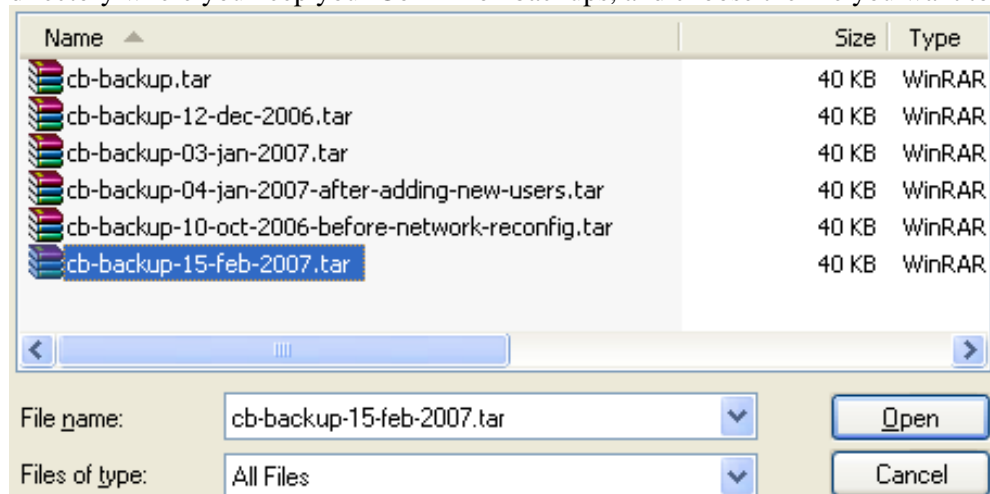 Name Size Type
cb-backup.tar 40 KB WinRAR
cb-backup-12-dec-2006.tar 40 KB WinRAR
cb-backup-03-jan-2007.tar 40 KB WinRAR
cb-backup-04-jan-2007-after-adding-new-users.tar 40 KB WinRAR
cb-backup-10-oct-2006-before-network-reconfig.tar 40 KB WinRAR
cb-backup-15-feb-2007.tar 40 KB WinRAR
File name: cb-backup-15-feb-2007.tar Open
Files of type: All Files Cancel